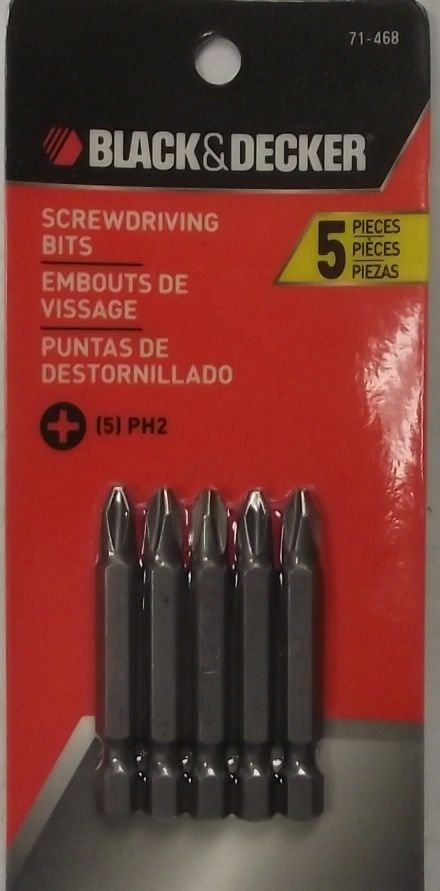 71-468
BLACK&DECKER
SCREWDRIVING
BITS
EMBOUTS DE
VISSAGE
PUNTAS DE
DESTORNILLADO
(5) PH2
5
PIECES
PIÈCES
PIEZAS